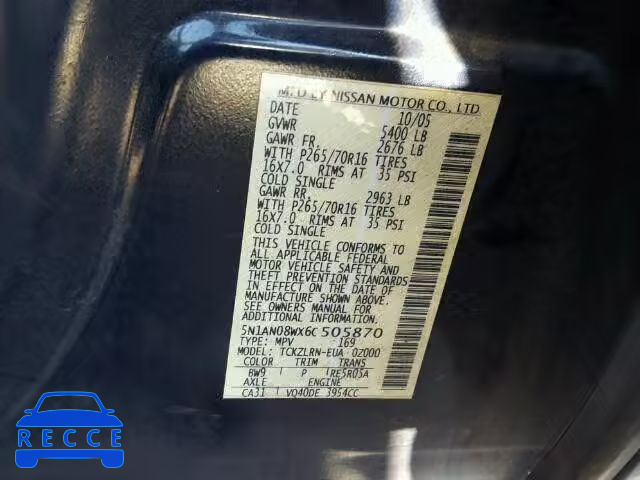 MFD BY NISSAN MOTOR CO., LTD
DATE 10/05
GVWR 5400 LB
GAWR FR. 2676 LB
WITH P265/70R16 TIRES
16X7.0 RIMS AT 35 PSI
COLD SINGLE
GAWR RR. 2963 LB
WITH P265/70R16 TIRES
16X7.0 RIMS AT 35 PSI
COLD SINGLE
THIS VEHICLE CONFORMS TO
ALL APPLICABLE FEDERAL
MOTOR VEHICLE SAFETY AND
THEFT PREVENTION STANDARDS
IN EFFECT ON THE DATE OF
MANUFACTURE SHOWN ABOVE.
SEE OWNERS MANUAL FOR
ADDITIONAL INFORMATION.
5N1AN08WX6C505870
TYPE: MPV 169
MODEL: TCKZLRN-EUA 0Z000
COLOR TRIM TRANS
BW9 P RE5R05A
AXLE ENGINE
CA31 VQ40DE 3954CC
RECCE